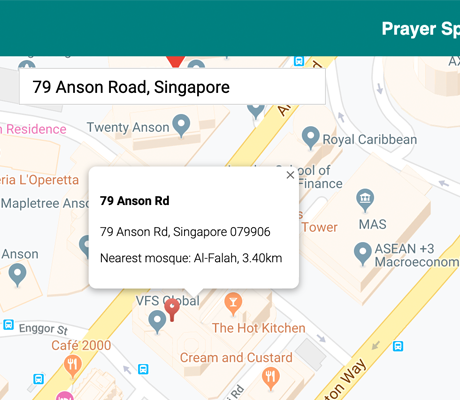 Prayer Sp
79 Anson Road, Singapore
Residence
Twenty Anson
Royal Caribbean
School of
Finance
L'Operetta
Mapletree
Tower
MAS
79 Anson Rd
79 Anson Rd, Singapore 079906
Nearest mosque: Al-Falah, 3.40km
Anson
ASEAN +3
Macroeconom
VFS Global
Enggor St
The Hot Kitchen
Café 2000
Cream and Custard
Rd
ton Way